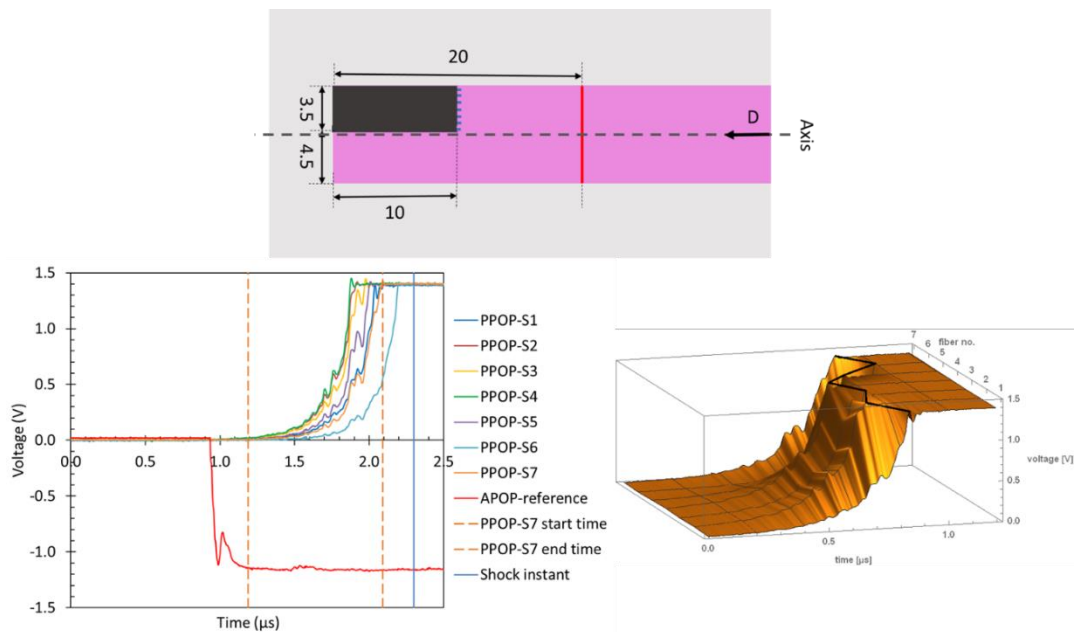 20
3.5
4.5
10
D
Axis
1.5
1.0
0.5
0.0
-0.5
-1.0
-1.5
Voltage (V)
0.0 0.5 1.0 1.5 2.0 2.5
Time (μs)
PPOP-S1
PPOP-S2
PPOP-S3
PPOP-S4
PPOP-S5
PPOP-S6
PPOP-S7
APOP-reference
PPOP-S7 start time
PPOP-S7 end time
Shock instant
7
6
5
4
3
2
1
fiber no.
1.5
1.0
0.5
0.0
voltage [V]
0.0 0.5 1.0
time [μs]